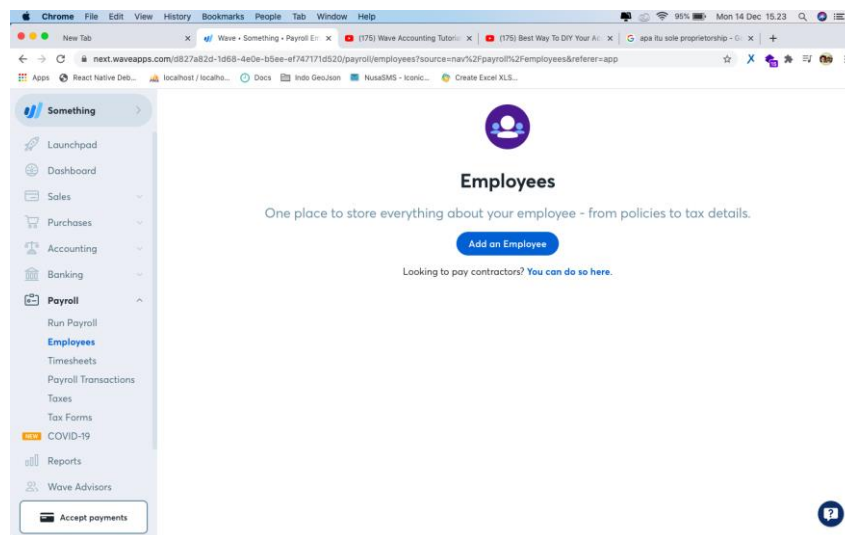 Chrome File Edit View History Bookmarks People Tab Window Help 95% Mon 14 Dec 15.23
New Tab
Wave • Something • Payroll Em
(175) Wave Accounting Tutoria
(175) Best Way To DIY Your Ac
apa itu sole proprietorship - Go
next.waveapps.com/d827a82d-1d68-4e0e-b5ee-ef747171d520/payroll/employees?source=nav%2Fpayroll%2Femployees&referer=app
Apps React Native Deb... localhost / localho... Docs Indo GeoJson NusaSMS - Iconic... Create Excel XLS...
Something
Launchpad
Dashboard
Sales
Purchases
Accounting
Banking
Payroll
Run Payroll
Employees
Timesheets
Payroll Transactions
Taxes
Tax Forms
NEW COVID-19
Reports
Wave Advisors
Accept payments
Employees
One place to store everything about your employee - from policies to tax details.
Add an Employee
Looking to pay contractors? You can do so here.